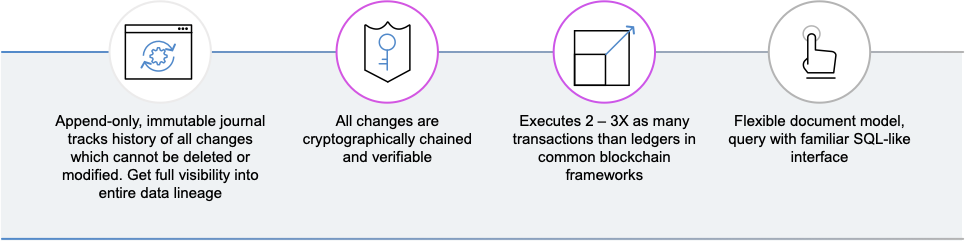 Append-only, immutable journal
tracks history of all changes
which cannot be deleted or
modified. Get full visibility into
entire data lineage
All changes are
cryptographically chained
and verifiable
Executes 2 – 3X as many
transactions than ledgers in
common blockchain
frameworks
Flexible document model,
query with familiar SQL-like
interface